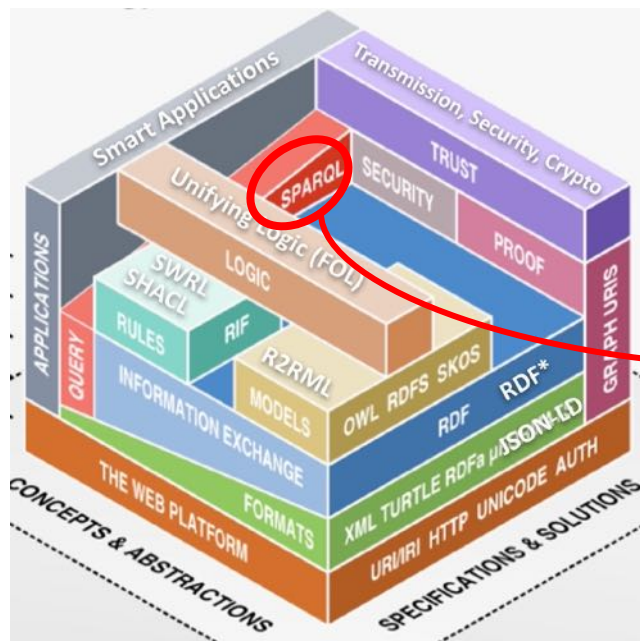 Smart Applications
Transmission, Security, Crypto
TRUST
SPARQL
SECURITY
PROOF
Unifying Logic (FOL)
LOGIC
APPLICATIONS
GRAPH URIS
SWRL
SHACL
RULES
RIF
QUERY
R2RML
MODELS
OWL RDFS SKOS
INFORMATION EXCHANGE
RDF
RDF*
FORMATS
XML TURTLE RDFa
JSON-LD
THE WEB PLATFORM
URI/IRI HTTP UNICODE AUTH
CONCEPTS & ABSTRACTIONS
SPECIFICATIONS & SOLUTIONS